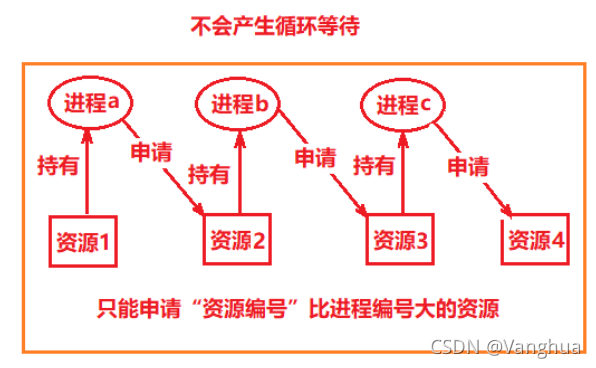 不会产生循环等待
进程a
进程b
进程c
持有
申请
持有
申请
持有
申请
资源1
资源2
资源3
资源4
只能申请“资源编号”比进程编号大的资源
CSDN @Vanghua